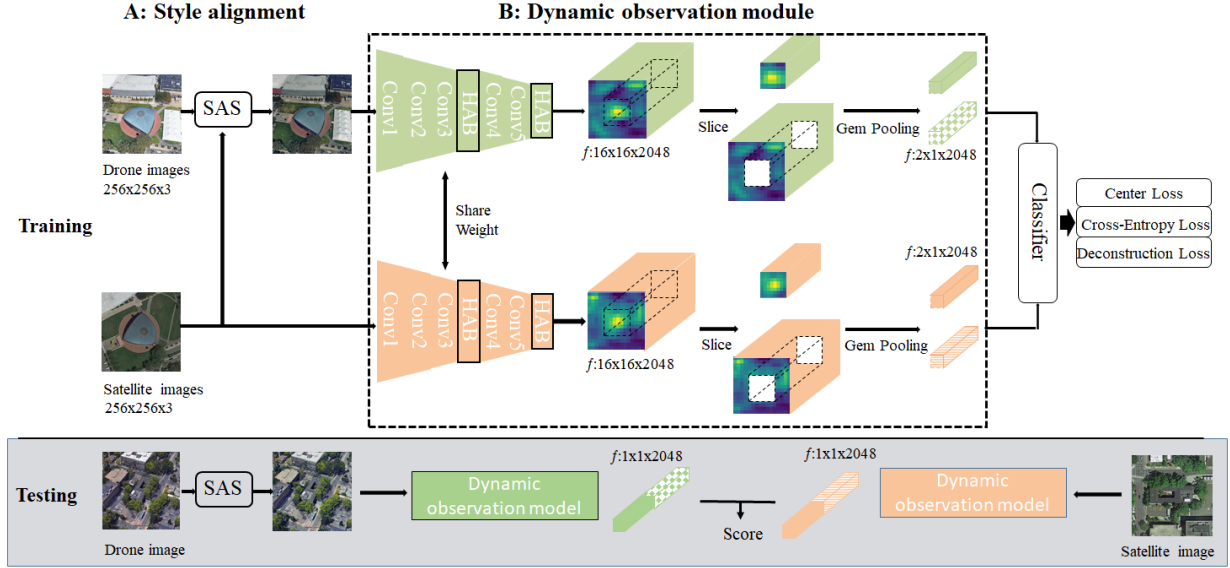 A: Style alignment
B: Dynamic observation module
SAS
Conv1
Conv2
Conv3
HAB
Conv4
Conv5
HAB
Drone images
256x256x3
f:16x16x2048
Slice
Gem Pooling
f:2x1x2048
Training
Share
Weight
Classifier
Center Loss
Cross-Entropy Loss
Deconstruction Loss
Conv1
Conv2
Conv3
HAB
Conv4
Conv5
HAB
Satellite images
256x256x3
f:16x16x2048
Slice
Gem Pooling
f:2x1x2048
Testing
SAS
Drone image
Dynamic
observation model
f:1x1x2048
Score
f:1x1x2048
Dynamic
observation model
Satellite image